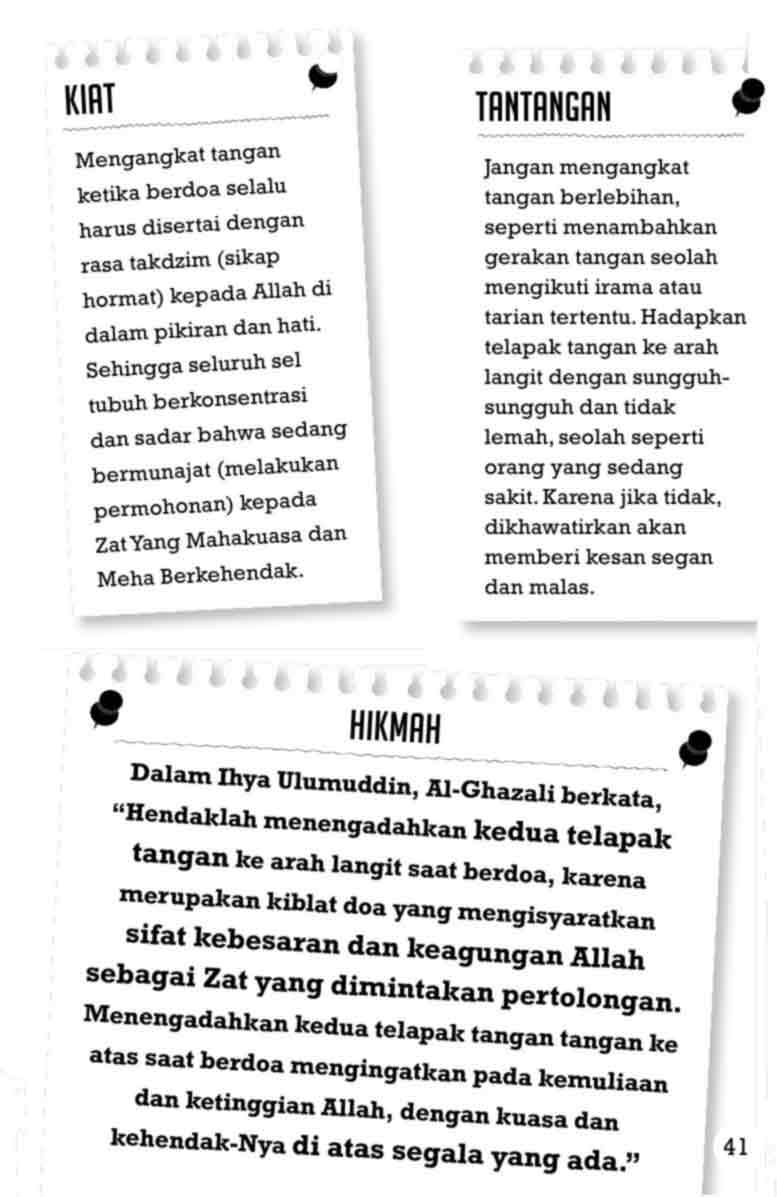 KIAT
Mengangkat tangan
ketika berdoa selalu
harus disertai dengan
rasa takdzim (sikap
hormat) kepada Allah di
dalam pikiran dan hati.
Sehingga seluruh sel
tubuh berkonsentrasi
dan sadar bahwa sedang
bermunajat (melakukan
permohonan) kepada
Zat Yang Mahakuasa dan
Meha Berkehendak.
TANTANGAN
Jangan mengangkat
tangan berlebihan,
seperti menambahkan
gerakan tangan seolah
mengikuti irama atau
tarian tertentu. Hadapkan
telapak tangan ke arah
langit dengan sungguh-
sungguh dan tidak
lemah, seolah seperti
orang yang sedang
sakit. Karena jika tidak,
dikhawatirkan akan
memberi kesan segan
dan malas.
HIKMAH
Dalam Ihya Ulumuddin, Al-Ghazali berkata,
“Hendaklah menengadahkan kedua telapak
tangan ke arah langit saat berdoa, karena
merupakan kiblat doa yang mengisyaratkan
sifat kebesaran dan keagungan Allah
sebagai Zat yang dimintakan pertolongan.
Menengadahkan kedua telapak tangan tangan ke
atas saat berdoa mengingatkan pada kemuliaan
dan ketinggian Allah, dengan kuasa dan
kehendak-Nya di atas segala yang ada.”
41